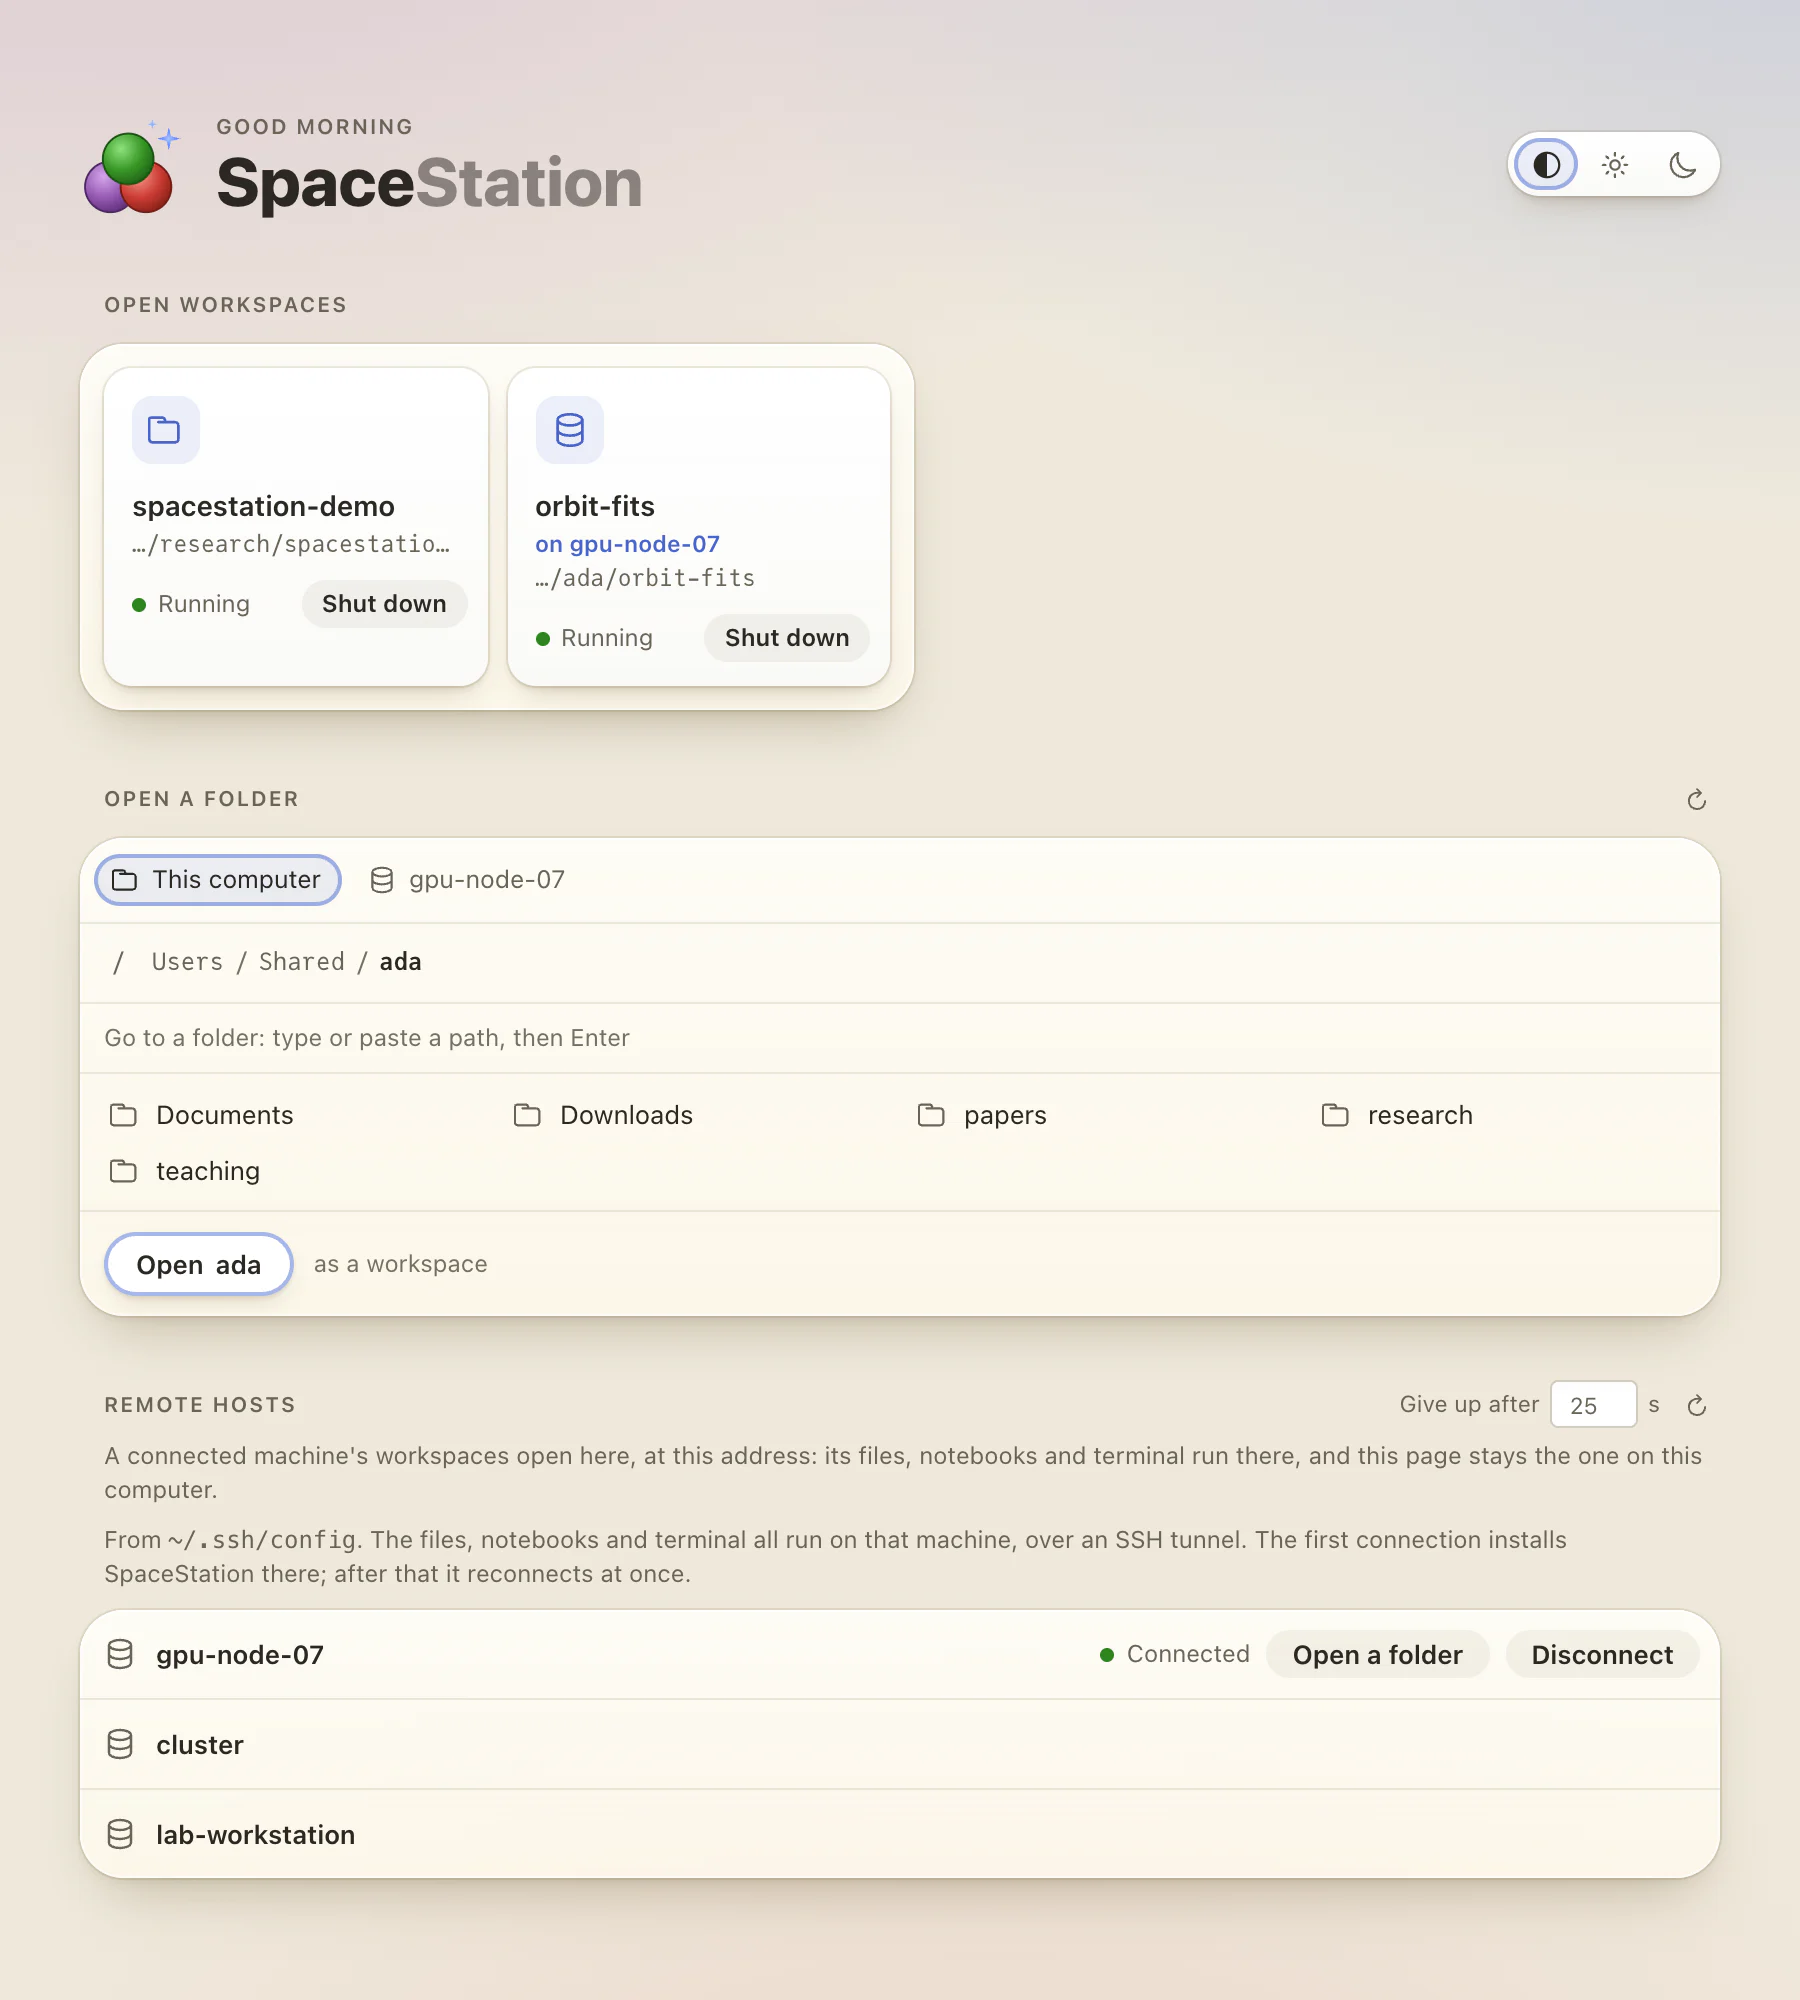 GOOD MORNING
SpaceStation
OPEN WORKSPACES
spacestation-demo
…/research/spacestatio…
Running
Shut down
orbit-fits
on gpu-node-07
…/ada/orbit-fits
Running
Shut down
OPEN A FOLDER
This computer
gpu-node-07
/ Users / Shared / ada
Go to a folder: type or paste a path, then Enter
Documents
Downloads
papers
research
teaching
Open ada
as a workspace
REMOTE HOSTS
Give up after 25 s
A connected machine's workspaces open here, at this address: its files, notebooks and terminal run there, and this page stays the one on this
computer.
From ~/.ssh/config. The files, notebooks and terminal all run on that machine, over an SSH tunnel. The first connection installs
SpaceStation there; after that it reconnects at once.
gpu-node-07
Connected
Open a folder
Disconnect
cluster
lab-workstation